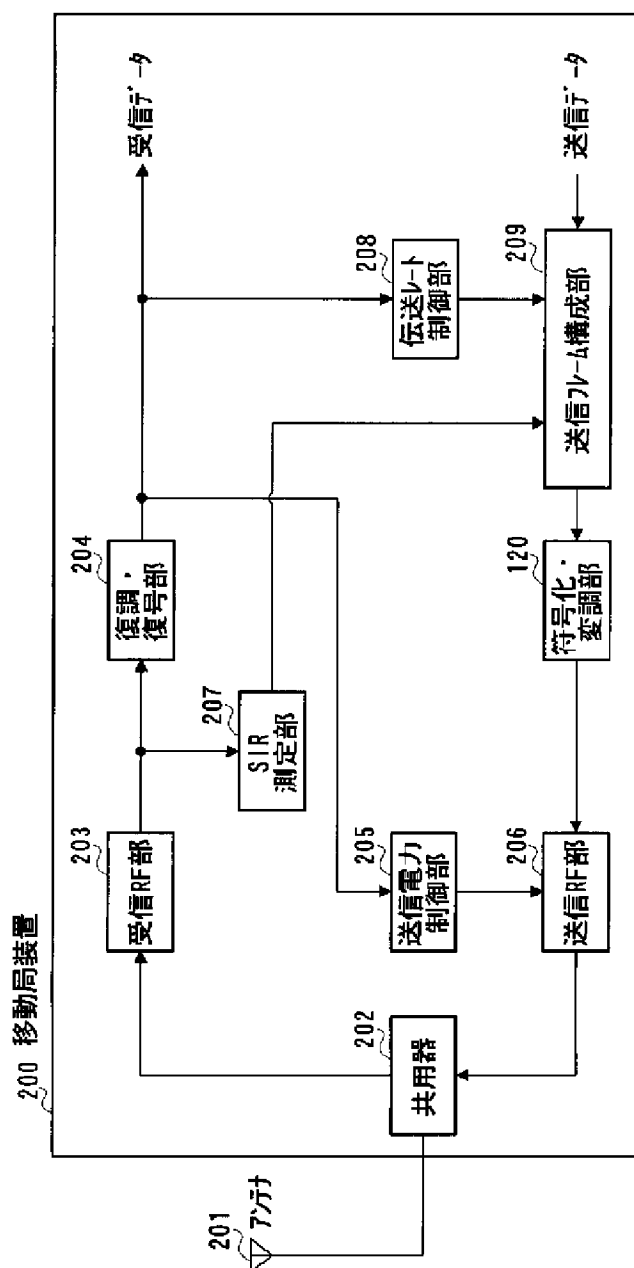 200 移動局装置
201
アンテナ
202
共用器
203
受信RF部
204
復調・
復号部
受信データ
207
SIR
測定部
205
送信電力
制御部
208
伝送レート
制御部
206
送信RF部
120
符号化・
変調部
209
送信フレーム構成部
送信データ